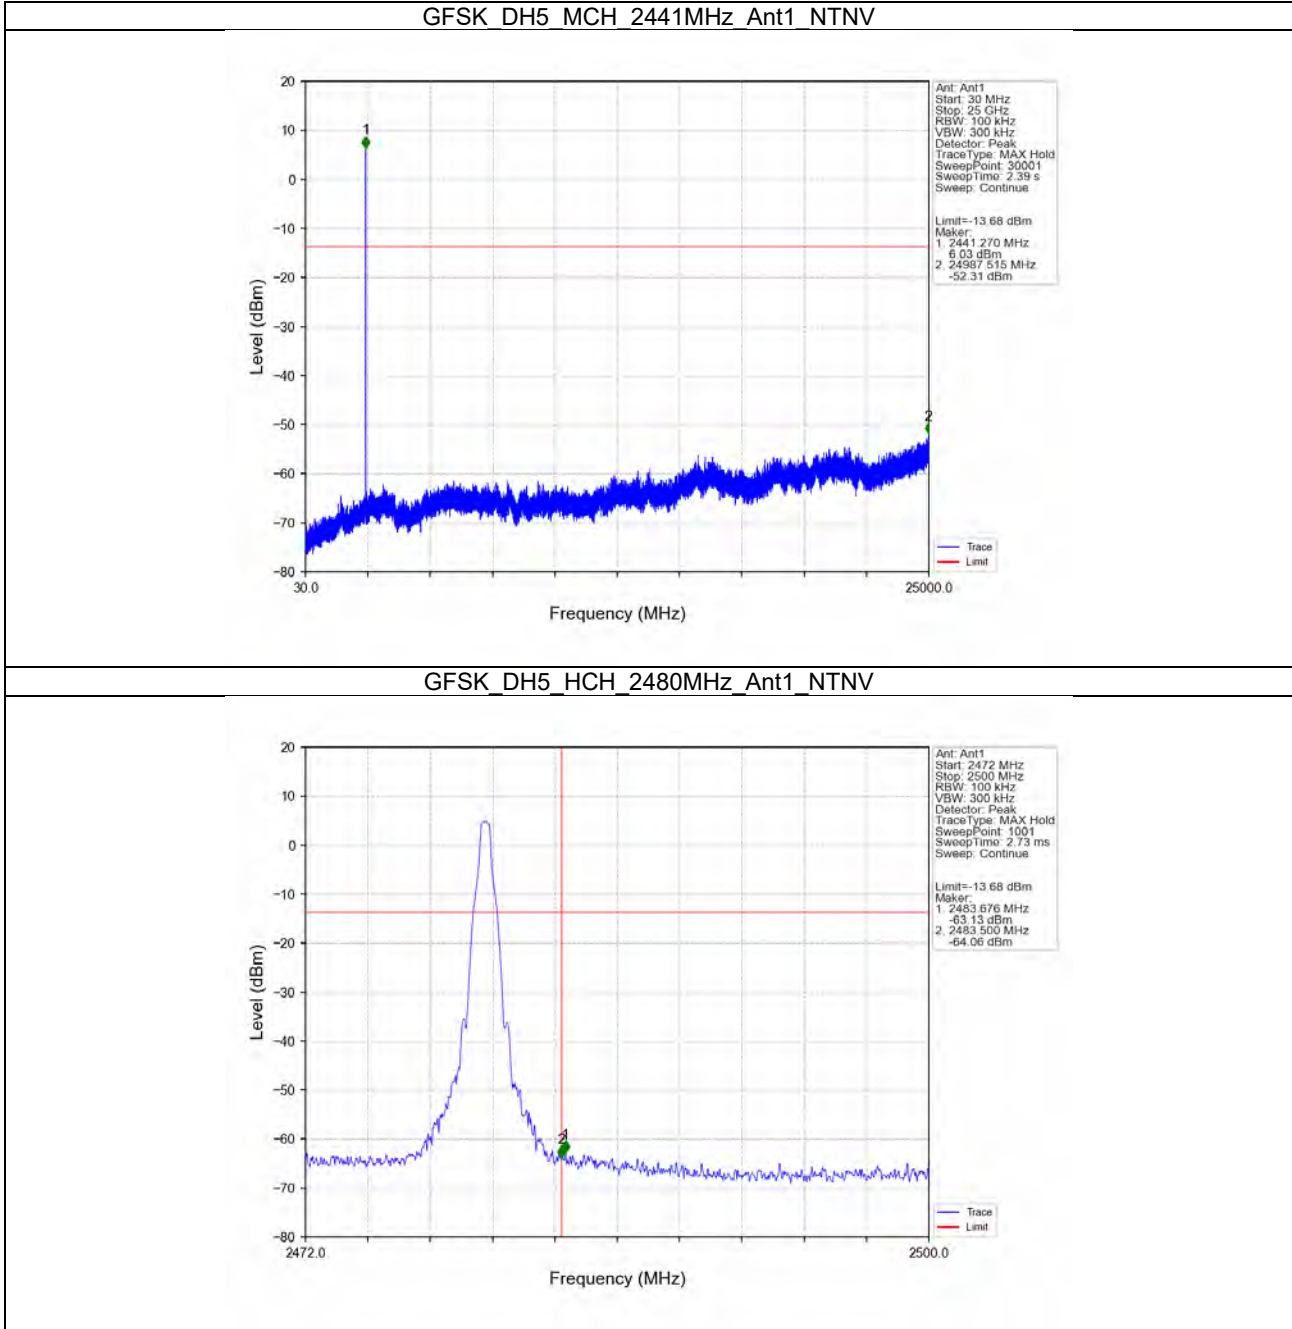 GFSK_DH5_MCH_2441MHz_Ant1_NTNV
20
10
0
−10
−20
−30
−40
−50
−60
−70
−80
Level (dBm)
1
2
30.0
25000.0
Frequency (MHz)
Ant: Ant1
Start: 30 MHz
Stop: 25 GHz
RBW: 100 kHz
VBW: 300 kHz
Detector: Peak
TraceType: MAX Hold
SweepPoint: 30001
SweepTime: 2.39 s
Sweep: Continue
Limit=-13.68 dBm
Maker:
1. 2441.270 MHz
6.03 dBm
2. 24987.515 MHz
-52.31 dBm
Trace
Limit
GFSK_DH5_HCH_2480MHz_Ant1_NTNV
20
10
0
−10
−20
−30
−40
−50
−60
−70
−80
Level (dBm)
1
2
2472.0
2500.0
Frequency (MHz)
Ant: Ant1
Start: 2472 MHz
Stop: 2500 MHz
RBW: 100 kHz
VBW: 300 kHz
Detector: Peak
TraceType: MAX Hold
SweepPoint: 1001
SweepTime: 2.73 ms
Sweep: Continue
Limit=-13.68 dBm
Maker:
1. 2483.676 MHz
-63.13 dBm
2. 2483.500 MHz
-64.06 dBm
Trace
Limit